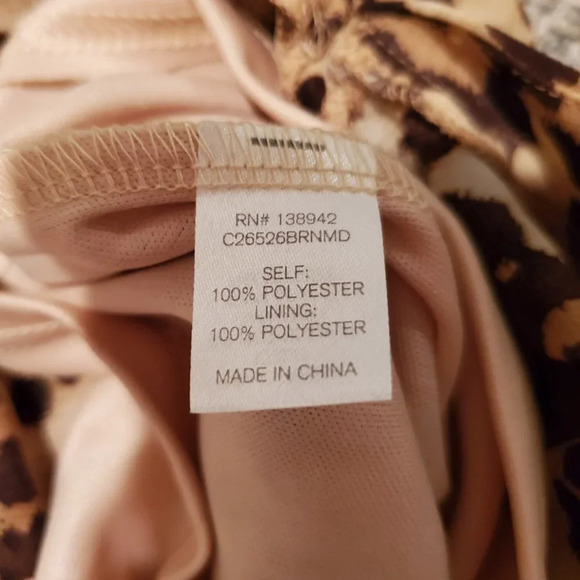 RN# 138942
C26526BRNMD
SELF:
100% POLYESTER
LINING:
100% POLYESTER
MADE IN CHINA